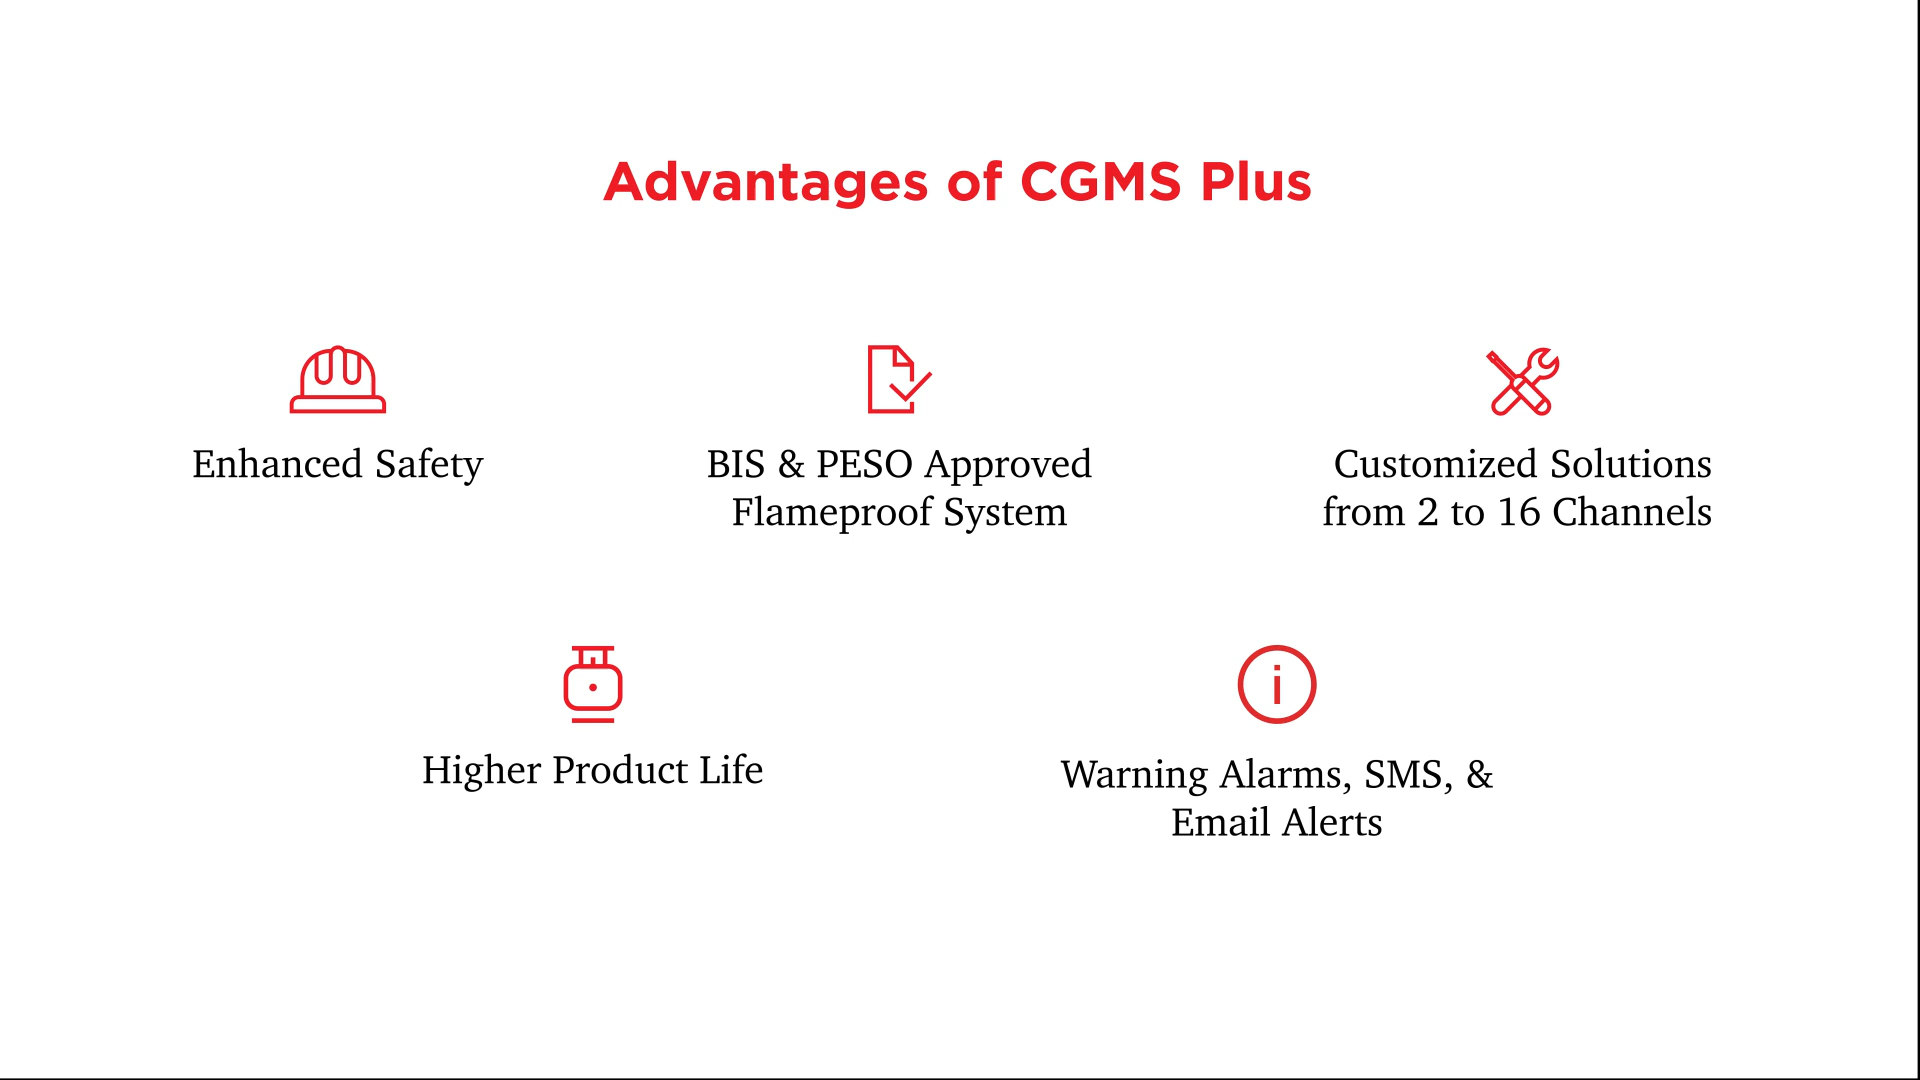 Advantages of CGMS Plus
Enhanced Safety
BIS & PESO Approved
Flameproof System
Customized Solutions
from 2 to 16 Channels
Higher Product Life
Warning Alarms, SMS, &
Email Alerts